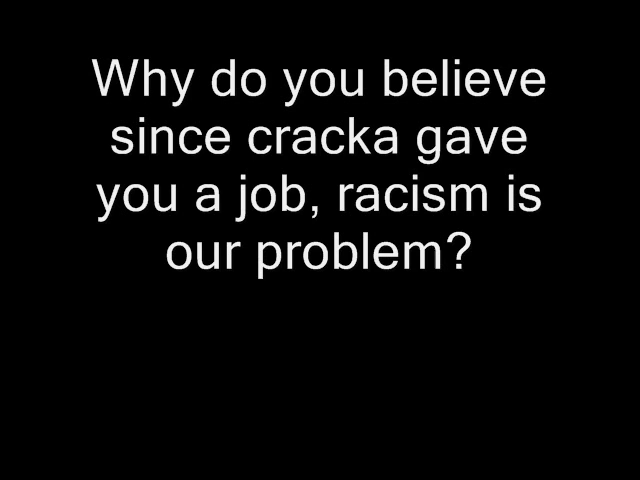 Why do you believe
since cracka gave
you a job, racism is
our problem?